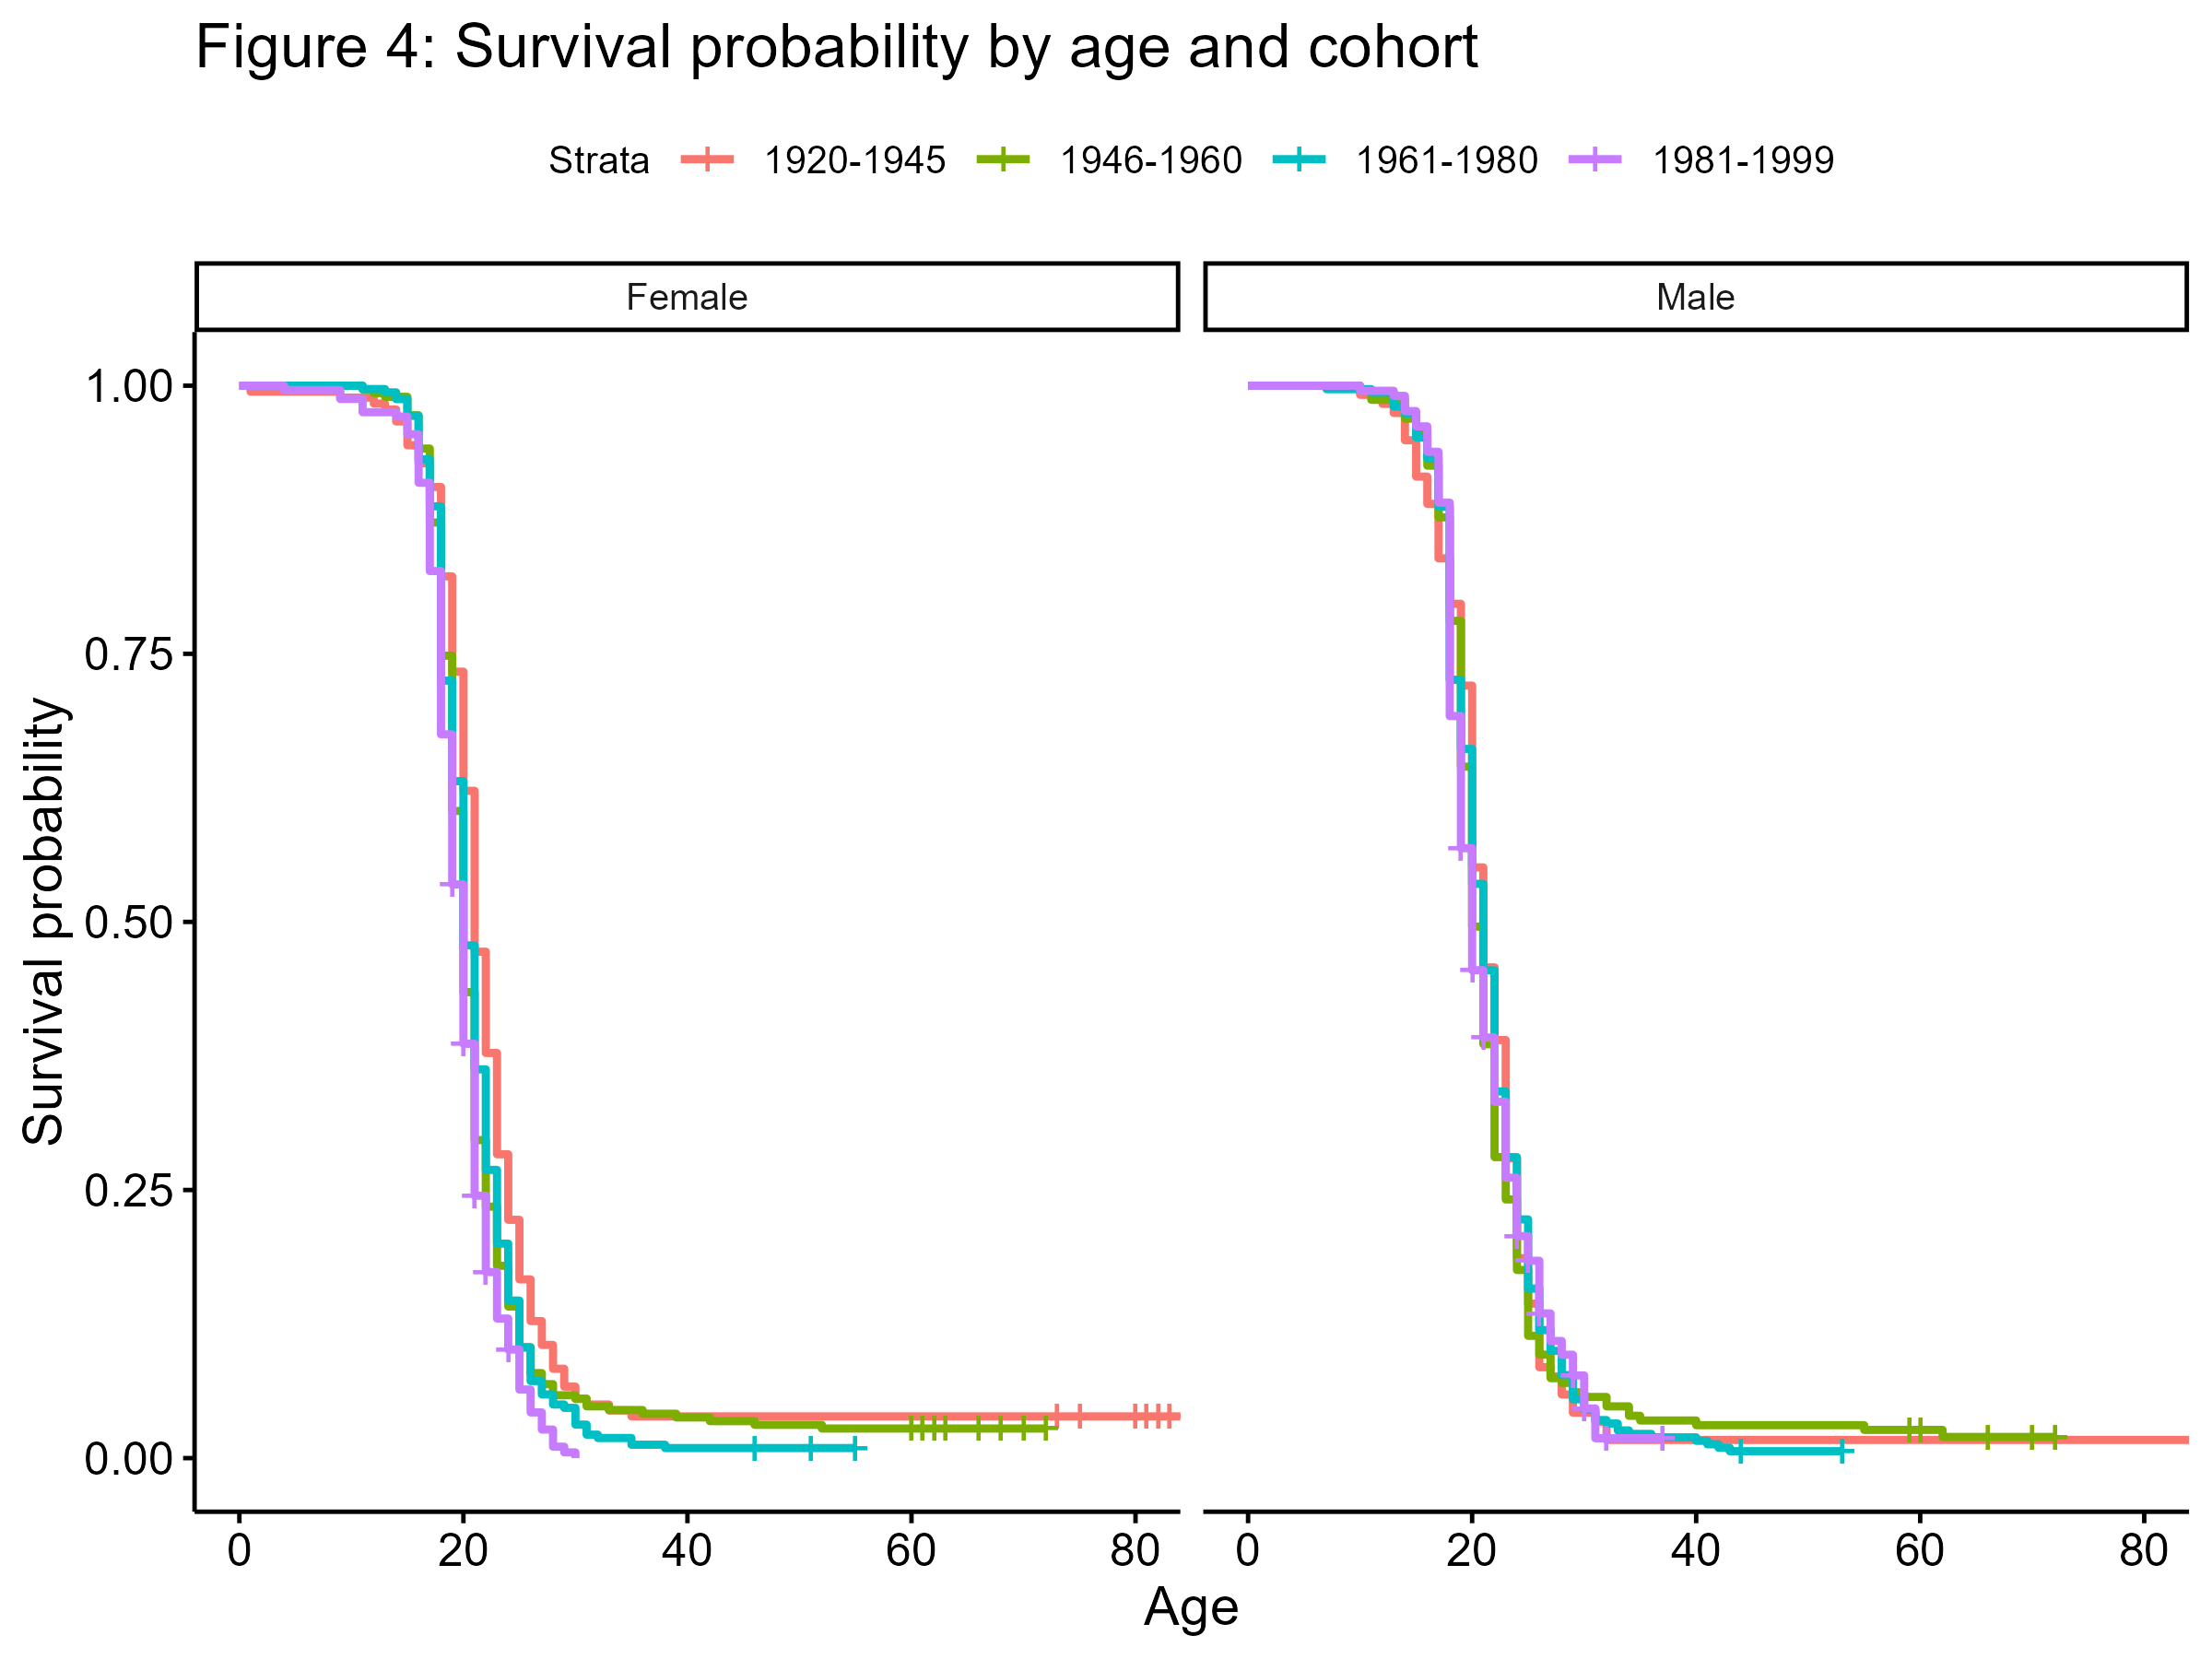 Figure 4: Survival probability by age and cohort
Strata 1920-1945 1946-1960 1961-1980 1981-1999
Female Male
Survival probability
1.00
0.75
0.50
0.25
0.00
0 20 40 60 80 0 20 40 60 80
Age